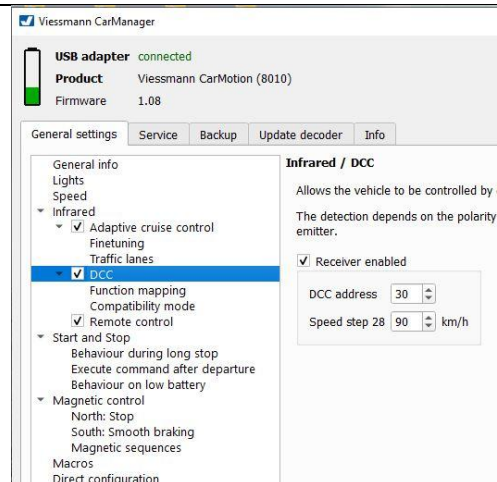 Viessmann CarManager
USB adapter connected
Product Viessmann CarMotion (8010)
Firmware 1.08
General settings Service Backup Update decoder Info
General info
Lights
Speed
Infrared
Adaptive cruise control
Finetuning
Traffic lanes
DCC
Function mapping
Compatibility mode
Remote control
Start and Stop
Behaviour during long stop
Execute command after departure
Behaviour on low battery
Magnetic control
North: Stop
South: Smooth braking
Magnetic sequences
Macros
Direct configuration
Infrared / DCC
Allows the vehicle to be controlled by
The detection depends on the polarity
emitter.
Receiver enabled
DCC address 30
Speed step 28 90 km/h